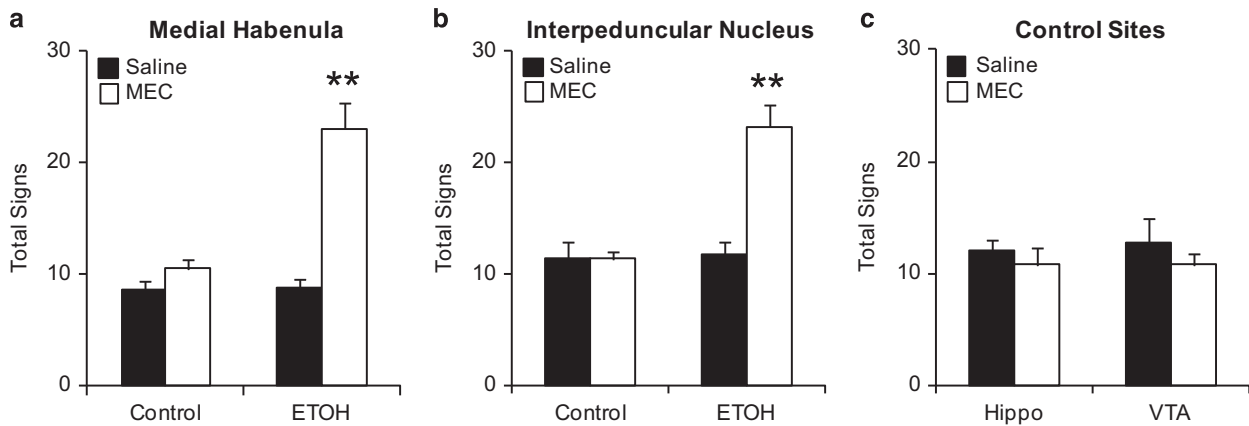 a
Medial Habenula
30
20
10
0
Total Signs
Saline
MEC
**
Control
ETOH
b
Interpeduncular Nucleus
30
20
10
0
Total Signs
Saline
MEC
**
Control
ETOH
c
Control Sites
30
20
10
0
Total Signs
Saline
MEC
Hippo
VTA